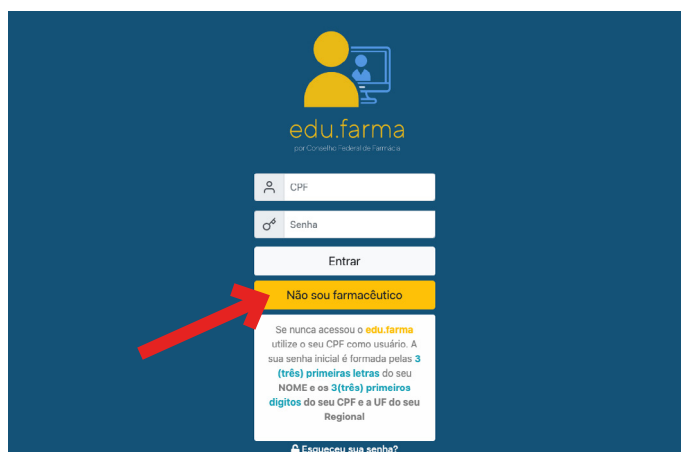 edu.farma
por Conselho Federal de Farmácia
CPF
Senha
Entrar
Não sou farmacêutico
Se nunca acessou o edu.farma
utilize o seu CPF como usuário. A
sua senha inicial é formada pelas 3
(três) primeiras letras do seu
NOME e os 3(três) primeiros
digitos do seu CPF e a UF do seu
Regional
Esqueceu sua senha?